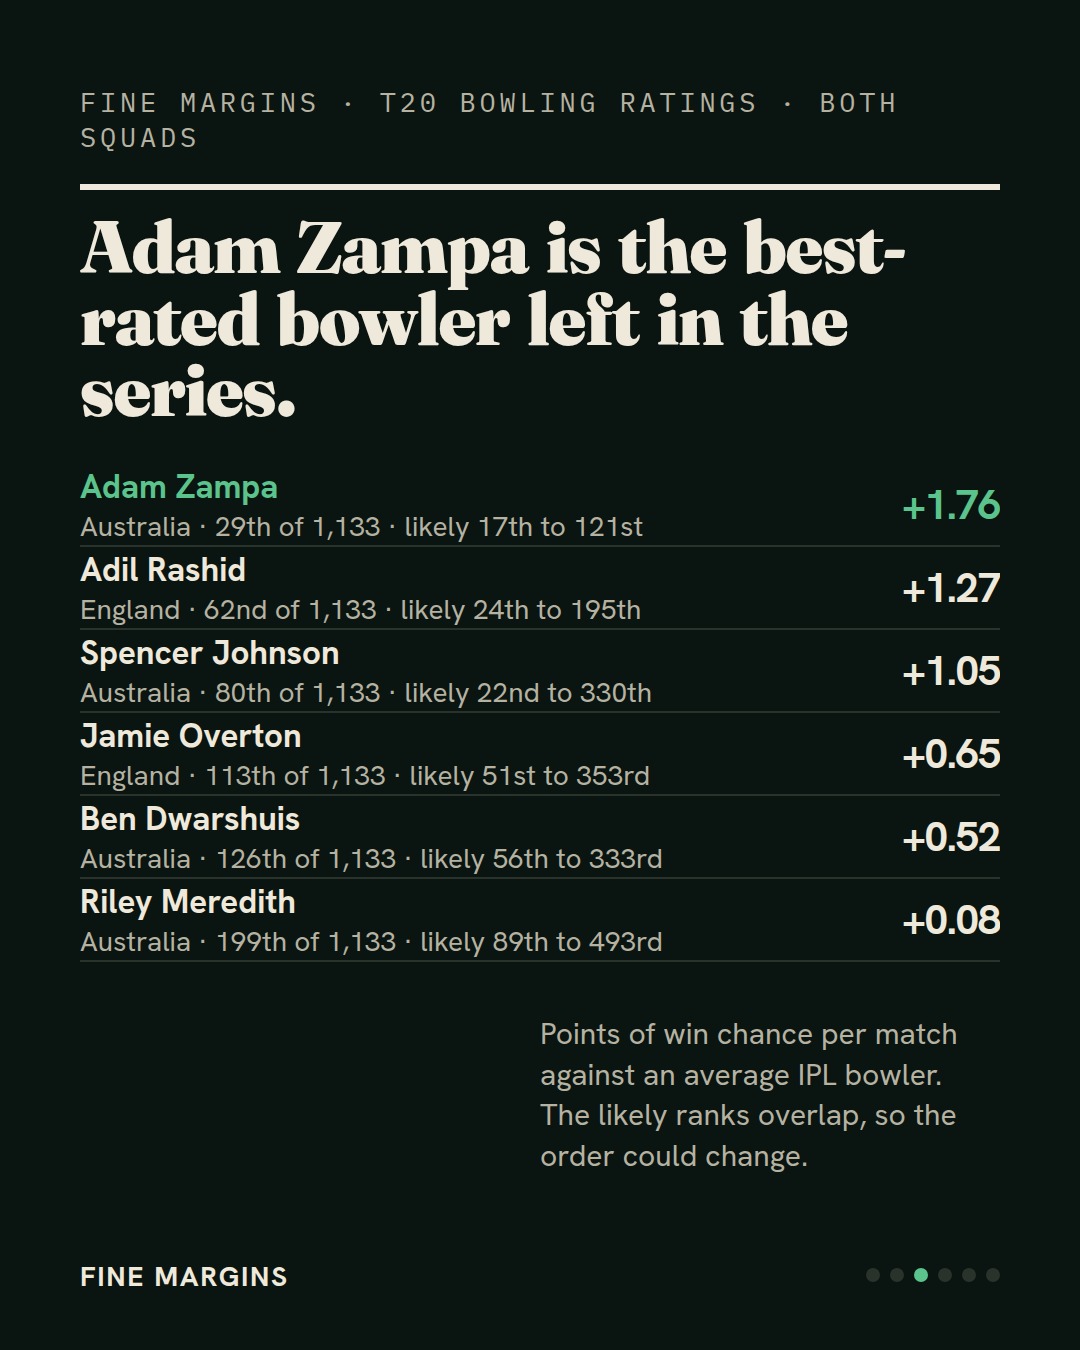 FINE MARGINS · T20 BOWLING RATINGS · BOTH
SQUADS
Adam Zampa is the best-
rated bowler left in the
series.
Adam Zampa
+1.76
Australia · 29th of 1,133 · likely 17th to 121st
Adil Rashid
+1.27
England · 62nd of 1,133 · likely 24th to 195th
Spencer Johnson
+1.05
Australia · 80th of 1,133 · likely 22nd to 330th
Jamie Overton
+0.65
England · 113th of 1,133 · likely 51st to 353rd
Ben Dwarshuis
+0.52
Australia · 126th of 1,133 · likely 56th to 333rd
Riley Meredith
+0.08
Australia · 199th of 1,133 · likely 89th to 493rd
Points of win chance per match
against an average IPL bowler.
The likely ranks overlap, so the
order could change.
FINE MARGINS